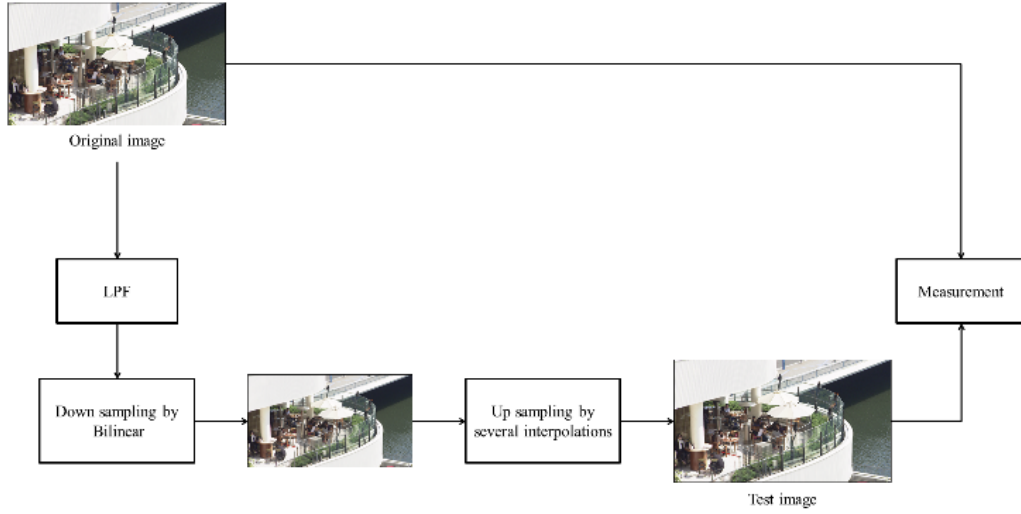 Original image
LPF
Measurement
Down sampling by
Bilinear
Up sampling by
several interpolations
Test image